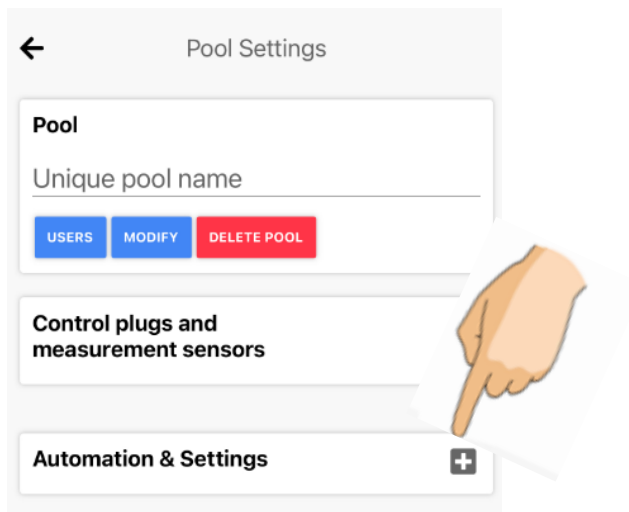 Pool Settings
Pool
Unique pool name
USERS MODIFY DELETE POOL
Control plugs and
measurement sensors
Automation & Settings